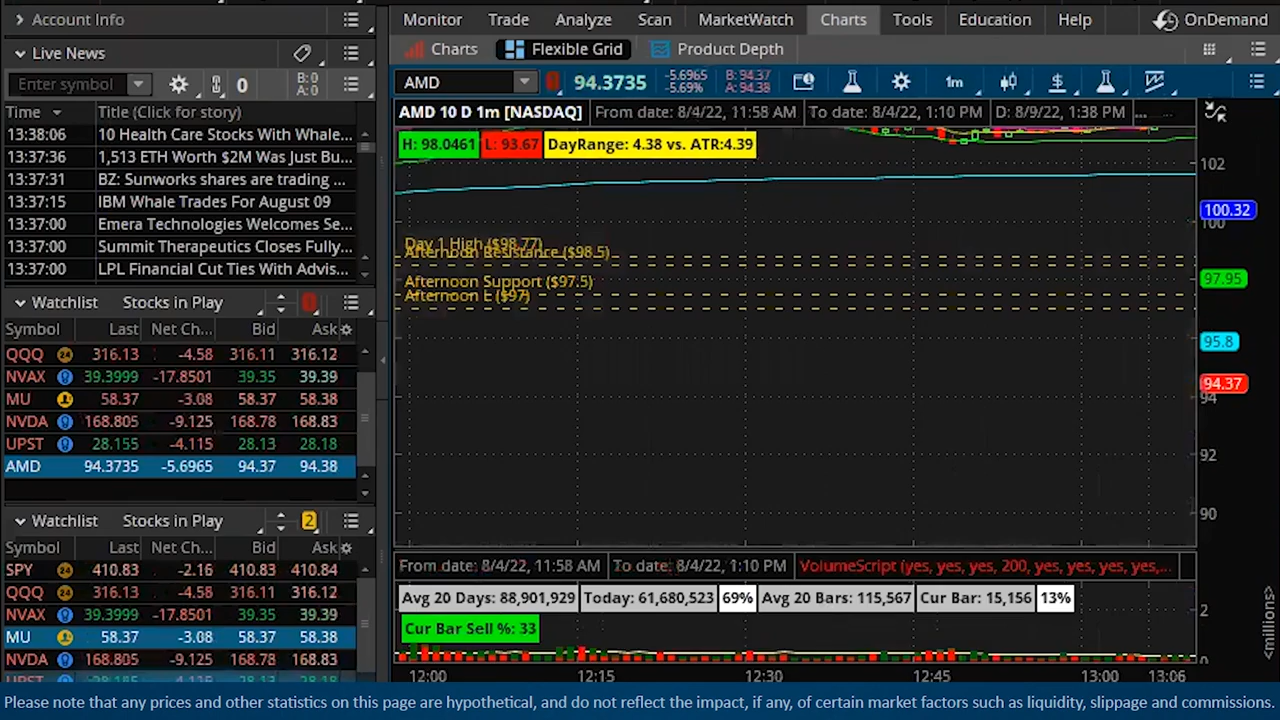 Account Info
Monitor Trade Analyze Scan MarketWatch Charts Tools Education Help OnDemand
Live News
Charts Flexible Grid Product Depth
Enter symbol 0 B: 0 A: 0
AMD 94.3735 -5.6965 -5.69% B: 94.37 A: 94.38 1m
Time Title (Click for story)
AMD 10 D 1m [NASDAQ] From date: 8/4/22, 11:58 AM To date: 8/4/22, 1:10 PM D: 8/9/22, 1:38 PM ...
13:38:06 10 Health Care Stocks With Whale...
13:37:36 1,513 ETH Worth $2M Was Just Bu...
13:37:31 BZ: Sunworks shares are trading ...
13:37:15 IBM Whale Trades For August 09
13:37:00 Emera Technologies Welcomes Se...
13:37:00 Summit Therapeutics Closes Fully...
13:37:00 LPL Financial Cut Ties With Advis...
H: 98.0461 L: 93.67 DayRange: 4.38 vs. ATR:4.39
102
100.32
100
Day 1 High ($98.77)
Afternoon Resistance ($98.5)
Afternoon Support ($97.5)
Afternoon E ($97)
97.95
95.8
94.37
94
92
90
Watchlist Stocks in Play
Symbol Last Net Ch... Bid Ask
QQQ 316.13 -4.58 316.11 316.12
NVAX 39.3999 -17.8501 39.35 39.39
MU 58.37 -3.08 58.37 58.38
NVDA 168.805 -9.125 168.78 168.83
UPST 28.155 -4.115 28.13 28.18
AMD 94.3735 -5.6965 94.37 94.38
Watchlist Stocks in Play 2
Symbol Last Net Ch... Bid Ask
SPY 410.83 -2.16 410.83 410.84
QQQ 316.13 -4.58 316.11 316.12
NVAX 39.3999 -17.8501 39.35 39.39
MU 58.37 -3.08 58.37 58.38
NVDA 168.805 -9.125 168.78 168.83
From date: 8/4/22, 11:58 AM To date: 8/4/22, 1:10 PM VolumeScript (yes, yes, yes, 200, yes, yes, yes, yes,...
Avg 20 Days: 88,901,929 Today: 61,680,523 69% Avg 20 Bars: 115,567 Cur Bar: 15,156 13%
Cur Bar Sell %: 33
2
0
<millions>
12:00 12:15 12:30 12:45 13:00 13:06
Please note that any prices and other statistics on this page are hypothetical, and do not reflect the impact, if any, of certain market factors such as liquidity, slippage and commissions.